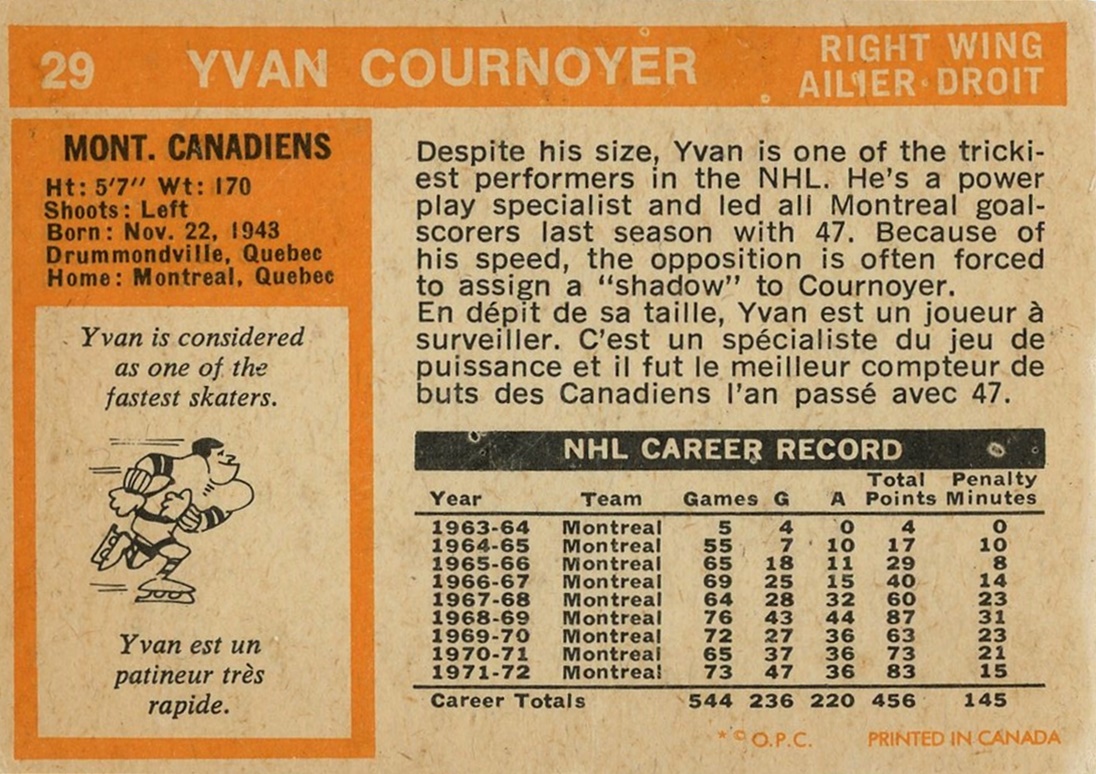 29 YVAN COURNOYER
RIGHT WING
AILIER DROIT
MONT. CANADIENS
Ht: 5'7" Wt: 170
Shoots: Left
Born: Nov. 22, 1943
Drummondville, Quebec
Home: Montreal, Quebec
Yvan is considered
as one of the
fastest skaters.
Yvan est un
patineur très
rapide.
Despite his size, Yvan is one of the tricki-
est performers in the NHL. He's a power
play specialist and led all Montreal goal-
scorers last season with 47. Because of
his speed, the opposition is often forced
to assign a "shadow" to Cournoyer.
En dépit de sa taille, Yvan est un joueur à
surveiller. C'est un spécialiste du jeu de
puissance et il fut le meilleur compteur de
buts des Canadiens l'an passé avec 47.
NHL CAREER RECORD
Year Team Games G A Total Points Penalty Minutes
1963-64 Montreal 5 4 0 4 0
1964-65 Montreal 55 7 10 17 10
1965-66 Montreal 65 18 11 29 8
1966-67 Montreal 69 25 15 40 14
1967-68 Montreal 64 28 32 60 23
1968-69 Montreal 76 43 44 87 31
1969-70 Montreal 72 27 36 63 23
1970-71 Montreal 65 37 36 73 21
1971-72 Montreal 73 47 36 83 15
Career Totals 544 236 220 456 145
* © O.P.C. PRINTED IN CANADA